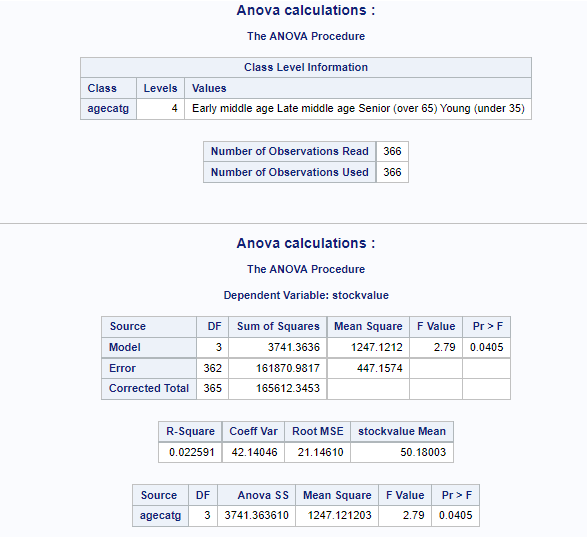 Anova calculations :
The ANOVA Procedure
Class Level Information
Class Levels Values
agecatg 4 Early middle age Late middle age Senior (over 65) Young (under 35)
Number of Observations Read 366
Number of Observations Used 366
Anova calculations :
The ANOVA Procedure
Dependent Variable: stockvalue
Source DF Sum of Squares Mean Square F Value Pr > F
Model 3 3741.3636 1247.1212 2.79 0.0405
Error 362 161870.9817 447.1574
Corrected Total 365 165612.3453
R-Square Coeff Var Root MSE stockvalue Mean
0.022591 42.14046 21.14610 50.18003
Source DF Anova SS Mean Square F Value Pr > F
agecatg 3 3741.363610 1247.121203 2.79 0.0405